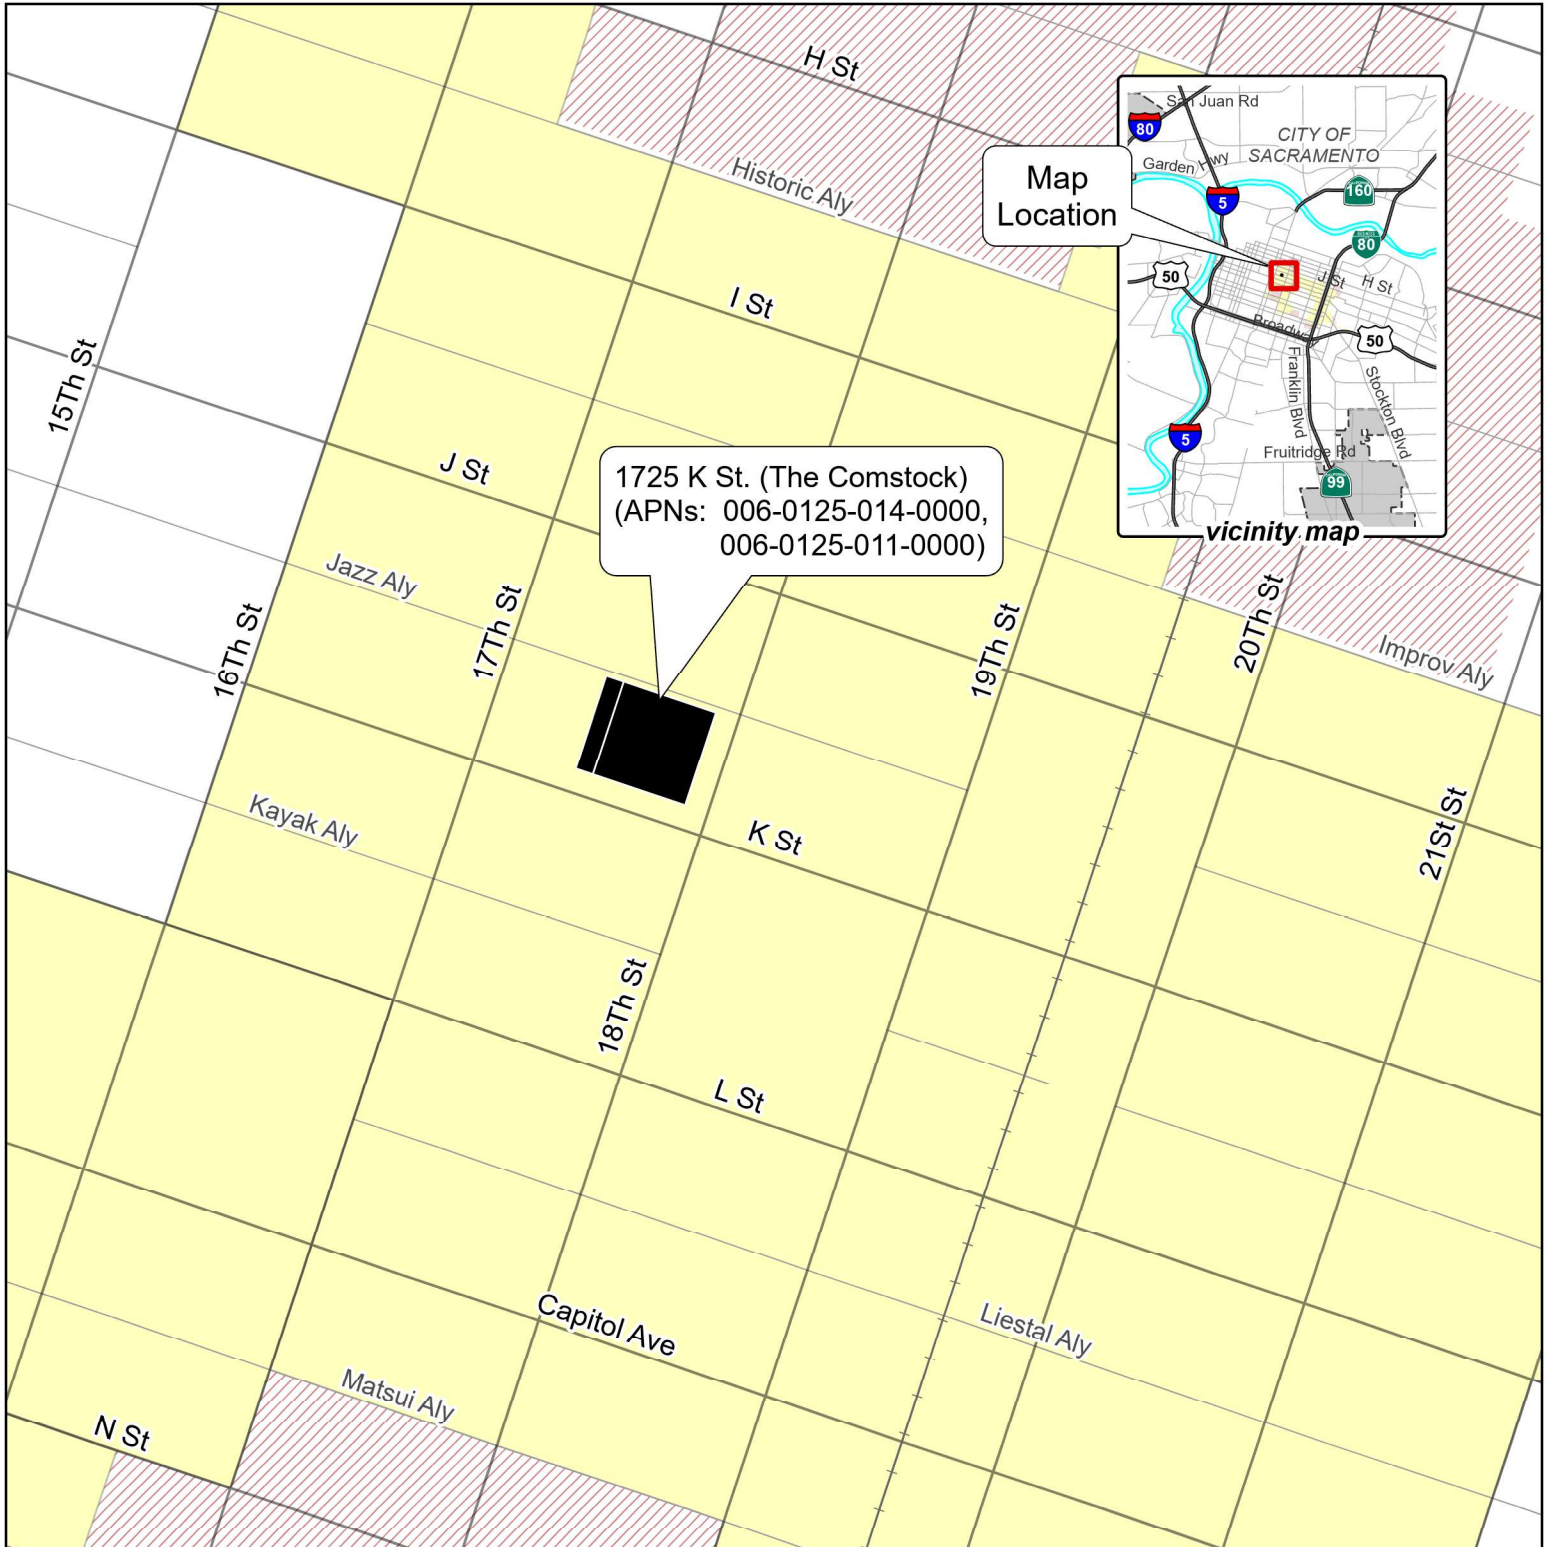 H St
Historic Aly
I St
15Th St
J St
1725 K St. (The Comstock)
(APNs: 006-0125-014-0000,
006-0125-011-0000)
Jazz Aly
16Th St
17Th St
19Th St
20Th St
Improv Aly
Kayak Aly
K St
21St St
18Th St
L St
Capitol Ave
Liestal Aly
Matsui Aly
N St
Map
Location
San Juan Rd
80
CITY OF
SACRAMENTO
Garden Hwy
160
5
80
50
J St
H St
Broadway
50
Franklin Blvd
Stockton Blvd
5
Fruitridge Rd
99
vicinity map